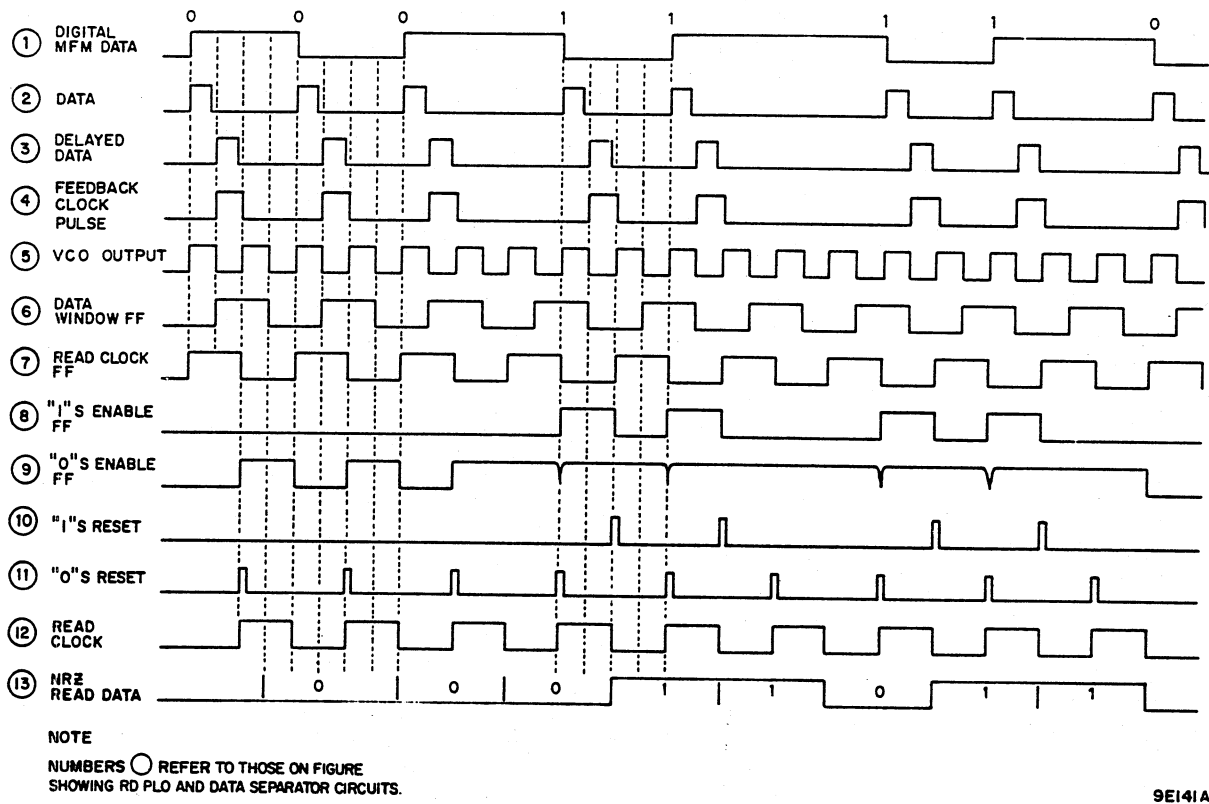 0 0 0 1 1 1 1 0
1 DIGITAL
MFM DATA
2 DATA
3 DELAYED
DATA
4 FEEDBACK
CLOCK
PULSE
5 VCO OUTPUT
6 DATA
WINDOW FF
7 READ CLOCK
FF
8 "1"S ENABLE
FF
9 "0"S ENABLE
FF
10 "1"S RESET
11 "0"S RESET
12 READ
CLOCK
13 NRZ
READ DATA
0 0 0 1 1 0 1 1
NOTE
NUMBERS ◯ REFER TO THOSE ON FIGURE
SHOWING RD PLO AND DATA SEPARATOR CIRCUITS.
9E141A